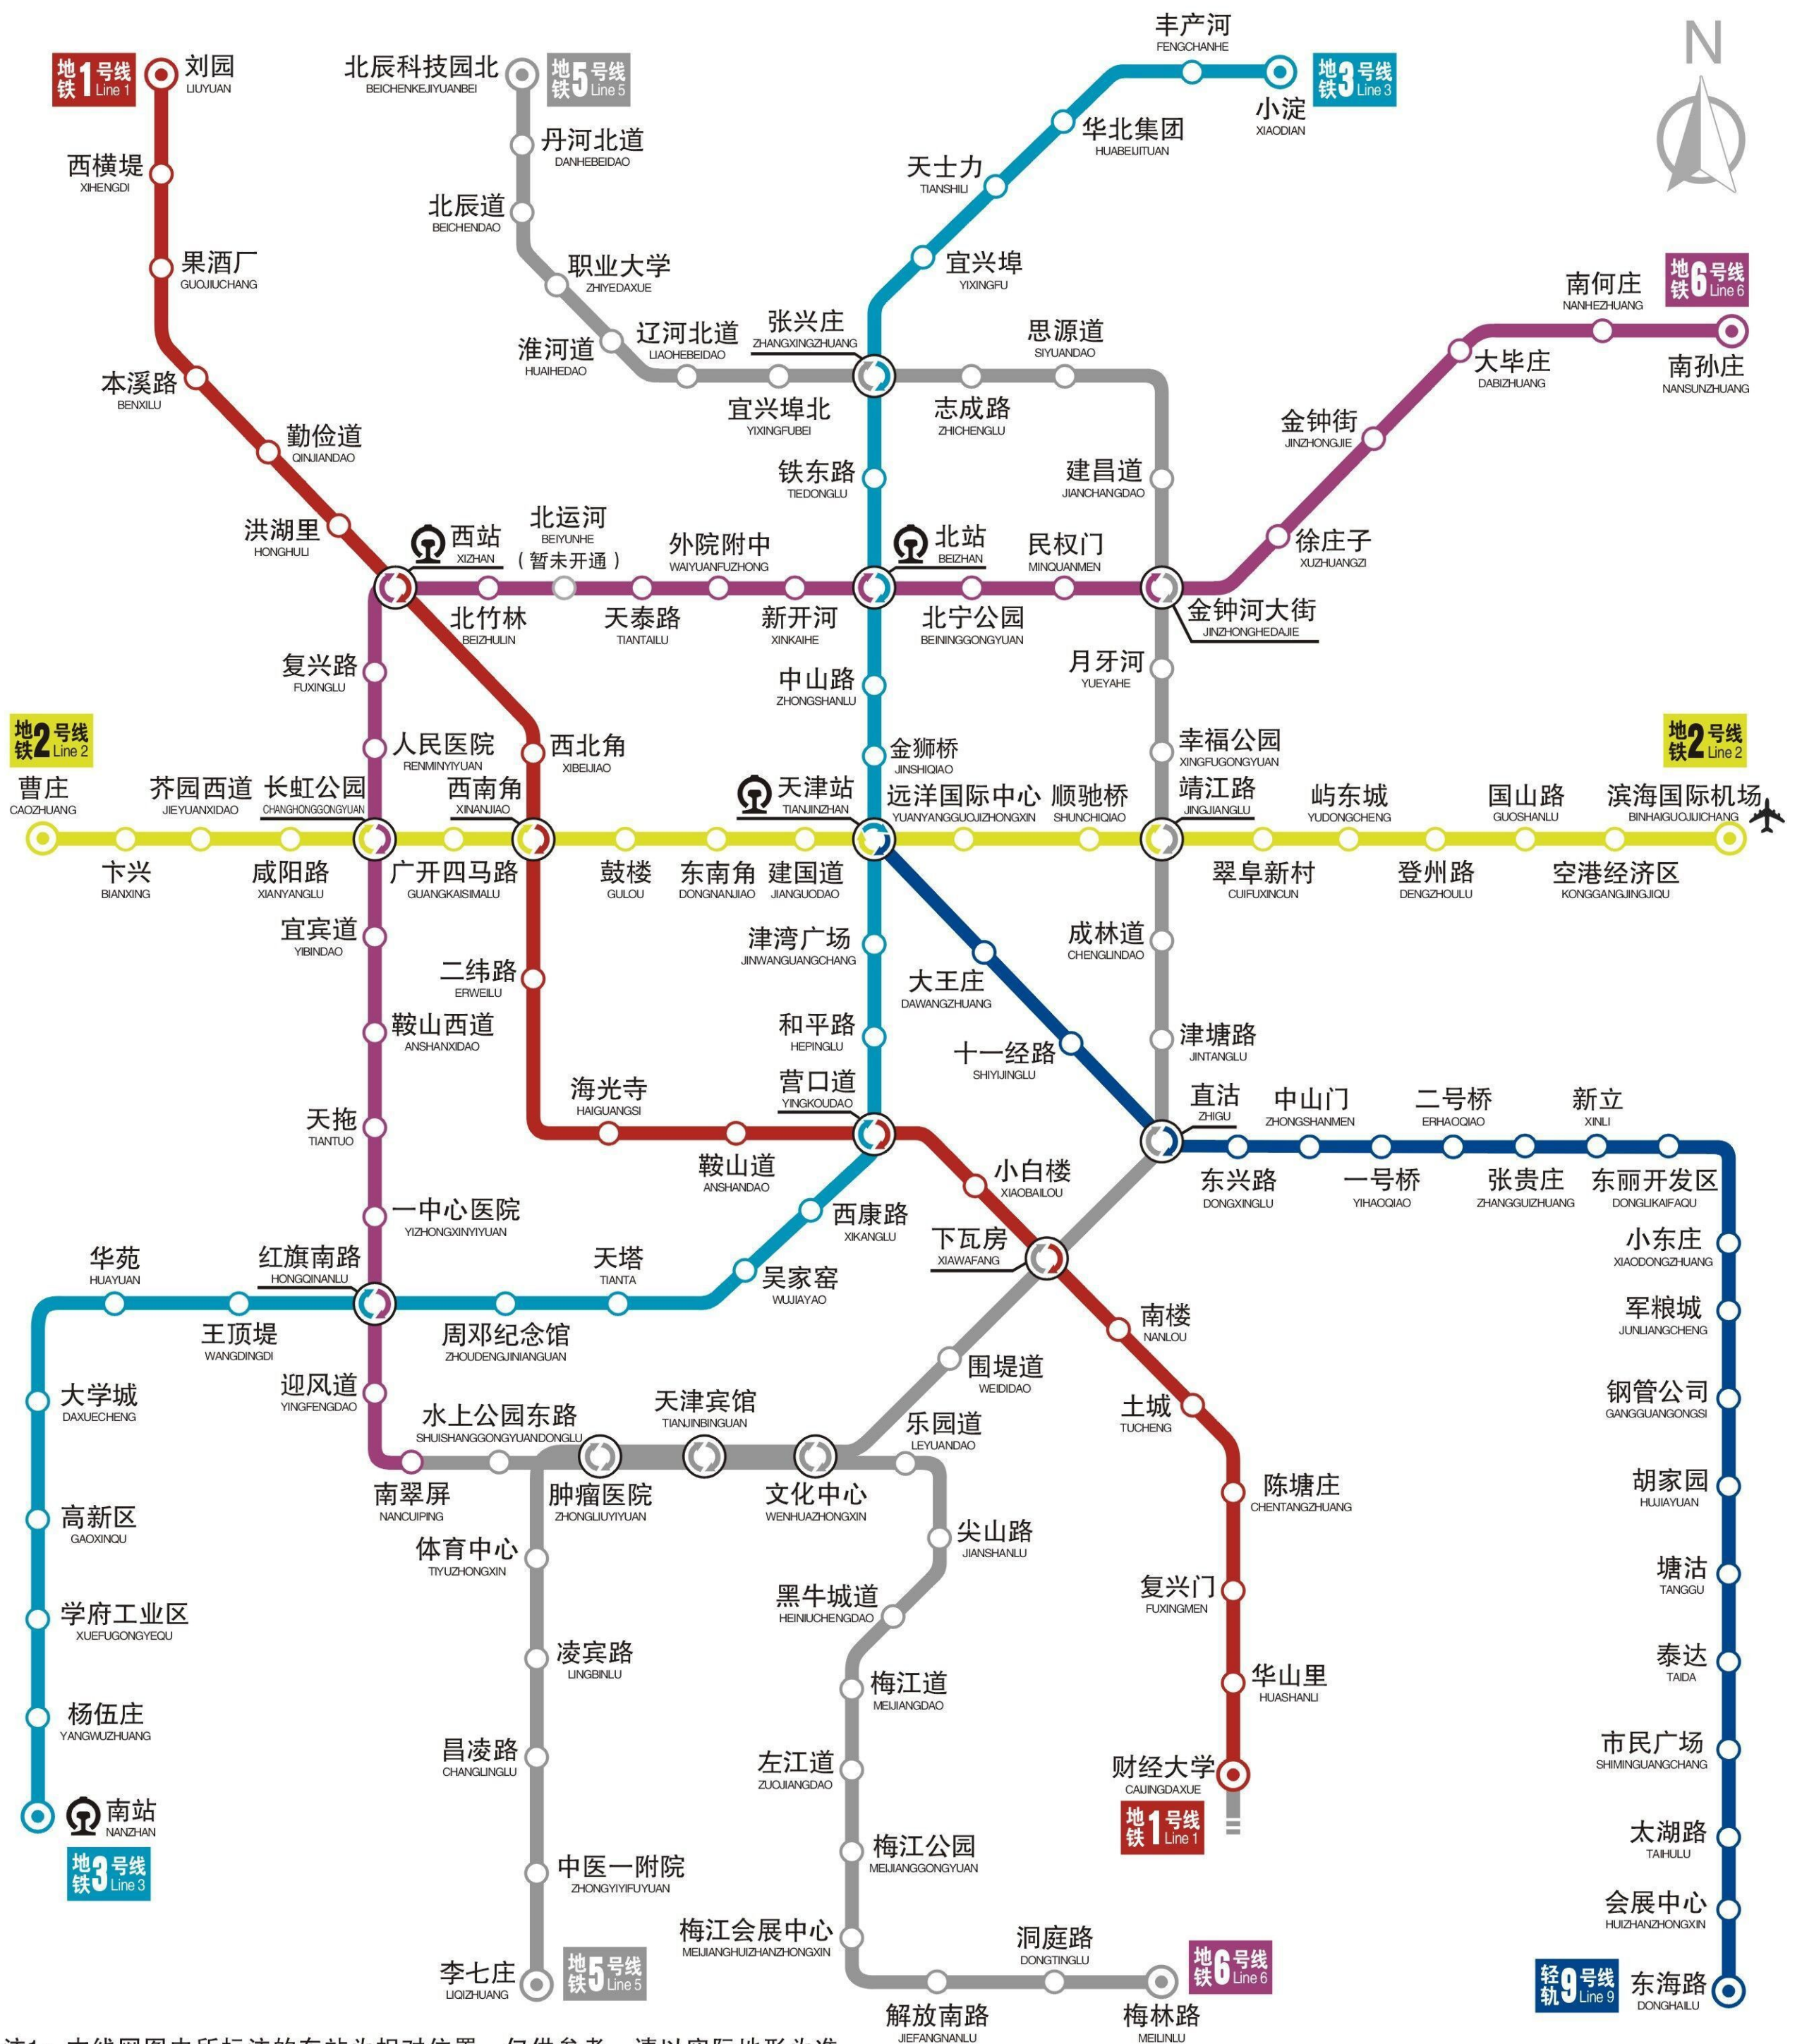 丰产河
FENGCHANHE
地铁1号线
Line 1
刘园
LIUYUAN
北辰科技园北
BEICHENKEJIYUANBEI
地铁5号线
Line 5
地铁3号线
Line 3
小淀
XIAODIAN
N
华北集团
HUABEIJITUAN
丹河北道
DANHEBEIDAO
西横堤
XIHENGDI
天士力
TIANSHILI
北辰道
BEICHENDAO
果酒厂
GUOJIUCHANG
职业大学
ZHIYEDAXUE
宜兴埠
YIXINGFU
南何庄
NANHEZHUANG
地铁6号线
Line 6
淮河道
HUAIHEDAO
辽河北道
LIAOHEBEIDAO
张兴庄
ZHANGXINGZHUANG
思源道
SIYUANDAO
大毕庄
DABIZHUANG
南孙庄
NANSUNZHUANG
本溪路
BENXILU
宜兴埠北
YIXINGFUBEI
志成路
ZHICHENGLU
金钟街
JINZHONGJIE
勤俭道
QINJIANDAO
铁东路
TIEDONGLU
建昌道
JIANCHANGDAO
洪湖里
HONGHULI
西站
XIZHAN
北运河
BEIYUNHE
（暂未开通）
外院附中
WAIYUANFUZHONG
北站
BEIZHAN
民权门
MINQUANMEN
徐庄子
XUZHUANGZI
北竹林
BEIZHULIN
天泰路
TIANTAILU
新开河
XINKAIHE
北宁公园
BEININGGONGYUAN
金钟河大街
JINZHONGHEDAJIE
复兴路
FUXINGLU
中山路
ZHONGSHANLU
月牙河
YUEYAHE
地铁2号线
Line 2
人民医院
RENMINYIYUAN
西北角
XIBEIJIAO
金狮桥
JINSHIQIAO
幸福公园
XINGFUGONGYUAN
地铁2号线
Line 2
曹庄
CAOZHUANG
芥园西道
JIEYUANXIDAO
长虹公园
CHANGHONGGONGYUAN
西南角
XINANJIAO
天津站
TIANJINZHAN
远洋国际中心
YUANYANGGUOJIZHONGXIN
顺驰桥
SHUNCHIQIAO
靖江路
JINGJIANGLU
屿东城
YUDONGCHENG
国山路
GUOSHANLU
滨海国际机场
BINHAIGUOJIJICHANG
卞兴
BIANXING
咸阳路
XIANYANGLU
广开四马路
GUANGKAISIMALU
鼓楼
GULOU
东南角
DONGNANJIAO
建国道
JIANGUODAO
翠阜新村
CUIFUXINCUN
登州路
DENGZHOULU
空港经济区
KONGGANGJINGJIQU
宜宾道
YIBINDAO
二纬路
ERWEILU
津湾广场
JINWANGUANGCHANG
大王庄
DAWANGZHUANG
成林道
CHENGLINDAO
鞍山西道
ANSHANXIDAO
和平路
HEPINGLU
十一经路
SHIYIJINGLU
津塘路
JINTANGLU
天拖
TIANTUO
海光寺
HAIGUANGSI
营口道
YINGKOUDAO
直沽
ZHIGU
中山门
ZHONGSHANMEN
二号桥
ERHAOQIAO
新立
XINLI
鞍山道
ANSHANDAO
小白楼
XIAOBAILOU
东兴路
DONGXINGLU
一号桥
YIHAOQIAO
张贵庄
ZHANGGUIZHUANG
东丽开发区
DONGLIKAIFAQU
一中心医院
YIZHONGXINYIYUAN
西康路
XIKANGLU
下瓦房
XIAWAFANG
小东庄
XIAODONGZHUANG
华苑
HUAYUAN
红旗南路
HONGQINANLU
天塔
TIANTA
吴家窑
WUJIAYAO
王顶堤
WANGDINGDI
周邓纪念馆
ZHOUDENGJINIANGUAN
南楼
NANLOU
军粮城
JUNLIANGCHENG
大学城
DAXUECHENG
迎风道
YINGFENGDAO
水上公园东路
SHUISHANGGONGYUANDONGLU
天津宾馆
TIANJINBINGUAN
围堤道
WEIDIDAO
乐园道
LEYUANDAO
土城
TUCHENG
钢管公司
GANGGUANGONGSI
南翠屏
NANCUIPING
肿瘤医院
ZHONGLIUYIYUAN
文化中心
WENHUAZHONGXIN
陈塘庄
CHENTANGZHUANG
胡家园
HUJIAYUAN
高新区
GAOXINQU
体育中心
TIYUZHONGXIN
尖山路
JIANSHANLU
学府工业区
XUEFUGONGYEQU
黑牛城道
HEINIUCHENGDAO
复兴门
FUXINGMEN
塘沽
TANGGU
凌宾路
LINGBINLU
梅江道
MEIJIANGDAO
华山里
HUASHANLI
泰达
TAIDA
杨伍庄
YANGWUZHUANG
昌凌路
CHANGLINGLU
左江道
ZUOJIANGDAO
财经大学
CAIJINGDAXUE
市民广场
SHIMINGUANGCHANG
南站
NANZHAN
地铁3号线
Line 3
地铁1号线
Line 1
中医一附院
ZHONGYIYIFUYUAN
梅江公园
MEIJIANGGONGYUAN
太湖路
TAIHULU
梅江会展中心
MEIJIANGHUIZHANZHONGXIN
洞庭路
DONGTINGLU
会展中心
HUIZHANZHONGXIN
李七庄
LIQIZHUANG
地铁5号线
Line 5
地铁6号线
Line 6
轻轨9号线
Line 9
东海路
DONGHAILU
解放南路
JIEFANGNANLU
梅林路
MEILINLU